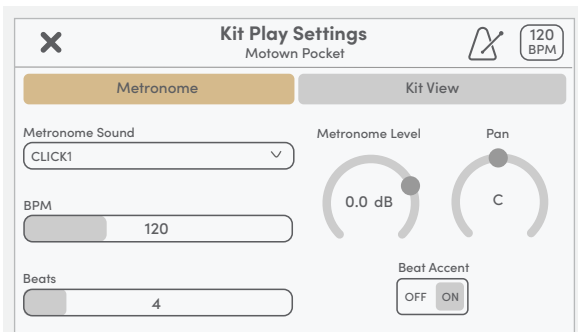 Kit Play Settings
Motown Pocket
120
BPM
Metronome
Kit View
Metronome Sound
CLICK1
Metronome Level
Pan
0.0 dB
C
BPM
120
Beats
4
Beat Accent
OFF ON